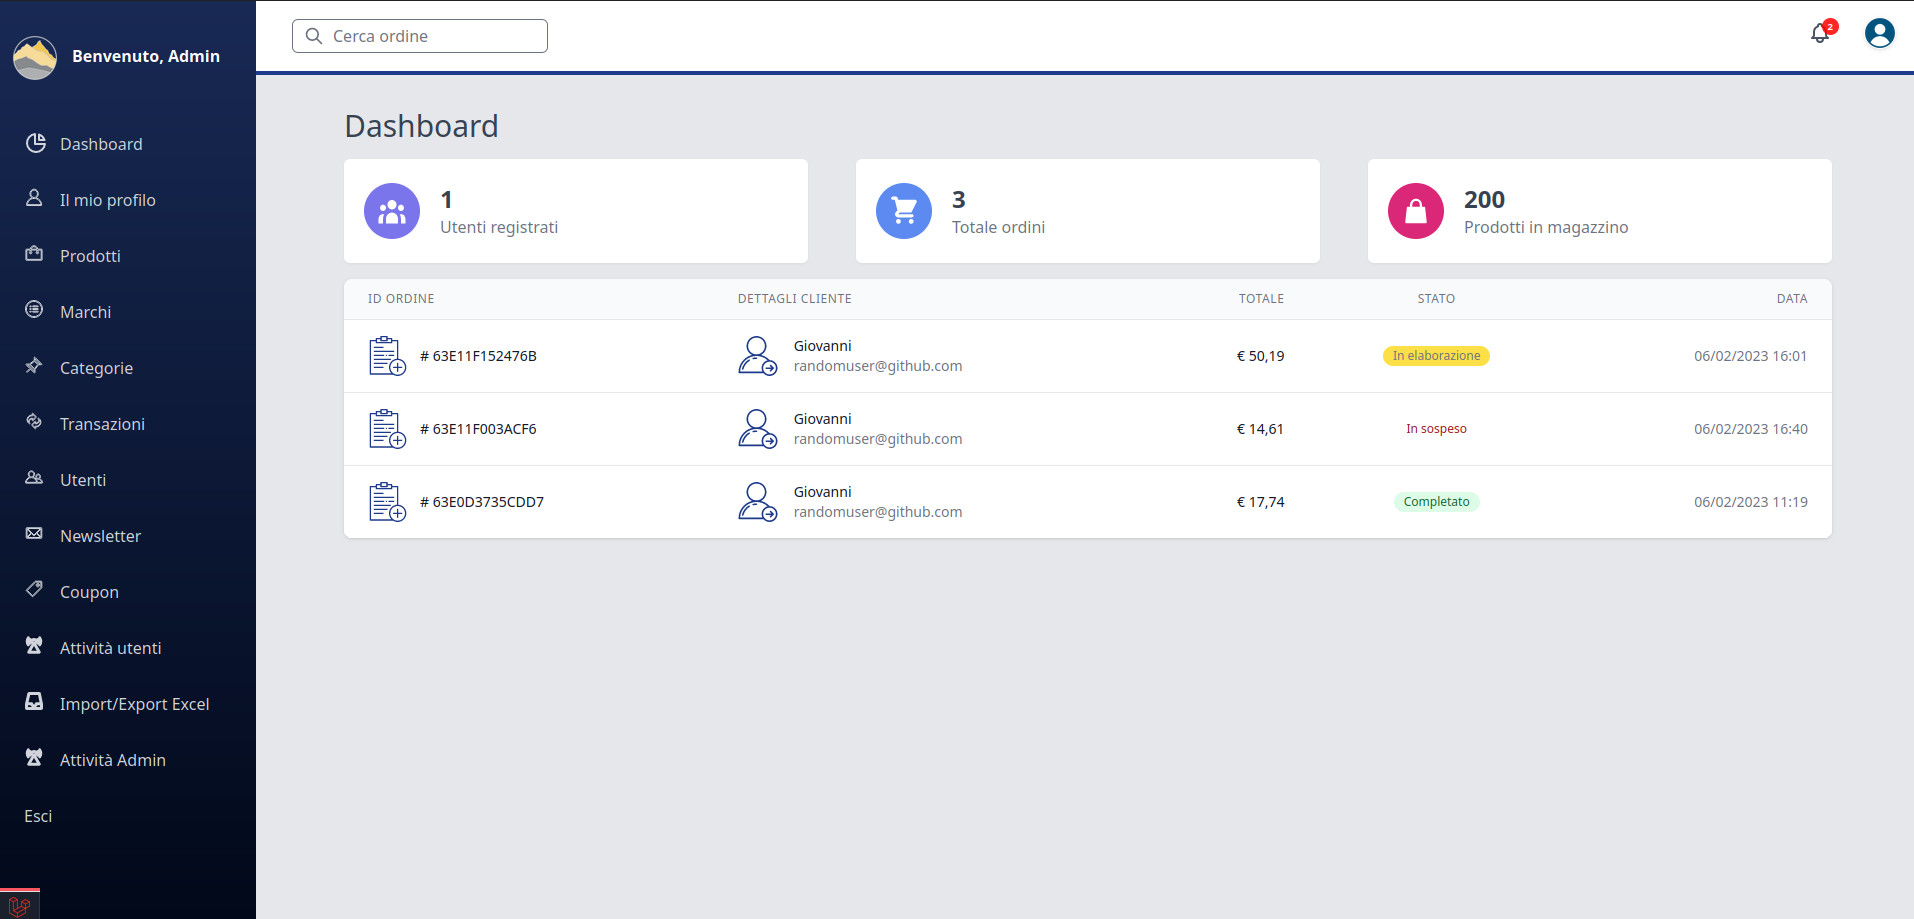 Benvenuto, Admin
Cerca ordine
2
Dashboard
Il mio profilo
Prodotti
Marchi
Categorie
Transazioni
Utenti
Newsletter
Coupon
Attività utenti
Import/Export Excel
Attività Admin
Esci
Dashboard
1
Utenti registrati
3
Totale ordini
200
Prodotti in magazzino
ID ORDINE DETTAGLI CLIENTE TOTALE STATO DATA
# 63E11F152476B Giovanni € 50,19 In elaborazione 06/02/2023 16:01
randomuser@github.com
# 63E11F003ACF6 Giovanni € 14,61 In sospeso 06/02/2023 16:40
randomuser@github.com
# 63E0D3735CDD7 Giovanni € 17,74 Completato 06/02/2023 11:19
randomuser@github.com